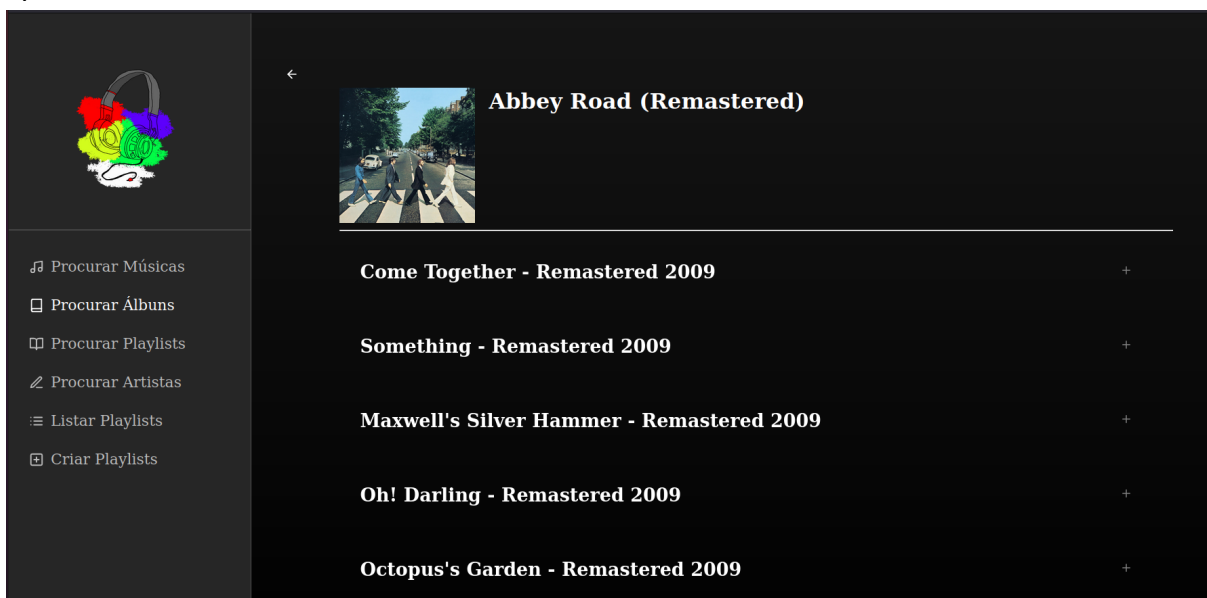 Procurar Músicas
Procurar Álbuns
Procurar Playlists
Procurar Artistas
Listar Playlists
Criar Playlists
Abbey Road (Remastered)
Come Together - Remastered 2009
+
Something - Remastered 2009
+
Maxwell's Silver Hammer - Remastered 2009
+
Oh! Darling - Remastered 2009
+
Octopus's Garden - Remastered 2009
+